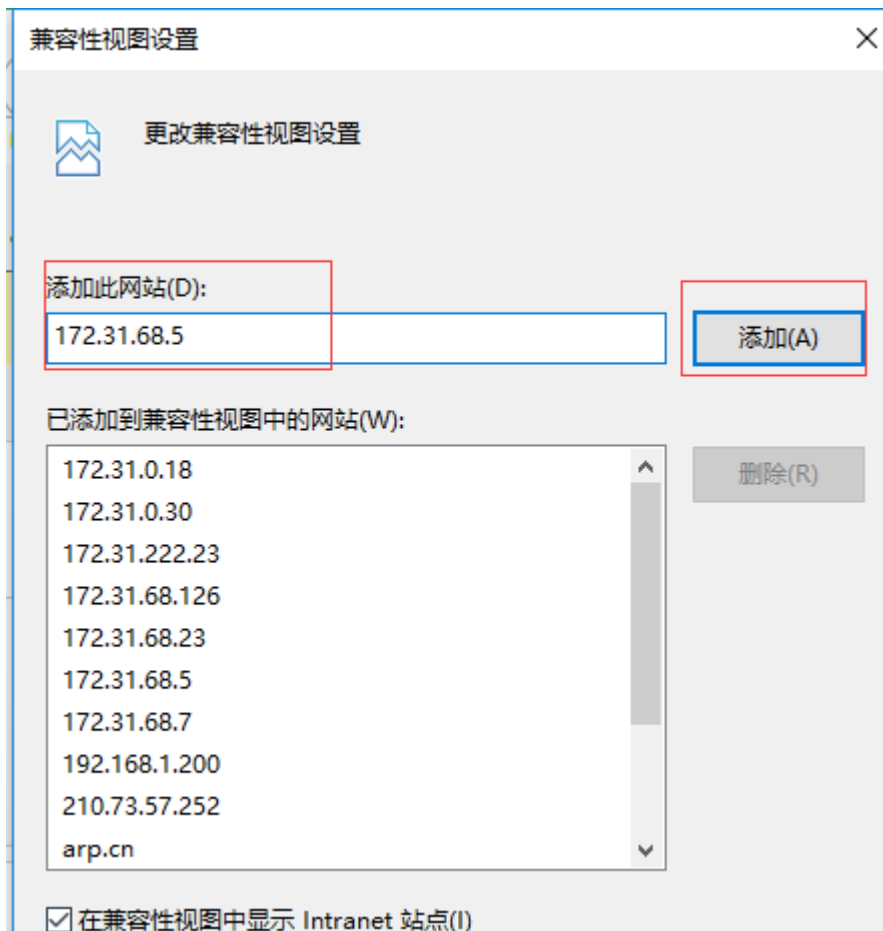 兼容性视图设置
更改兼容性视图设置
添加此网站(D):
172.31.68.5
添加(A)
已添加到兼容性视图中的网站(W):
172.31.0.18
删除(R)
172.31.0.30
172.31.222.23
172.31.68.126
172.31.68.23
172.31.68.5
172.31.68.7
192.168.1.200
210.73.57.252
arp.cn
在兼容性视图中显示 Intranet 站点(I)